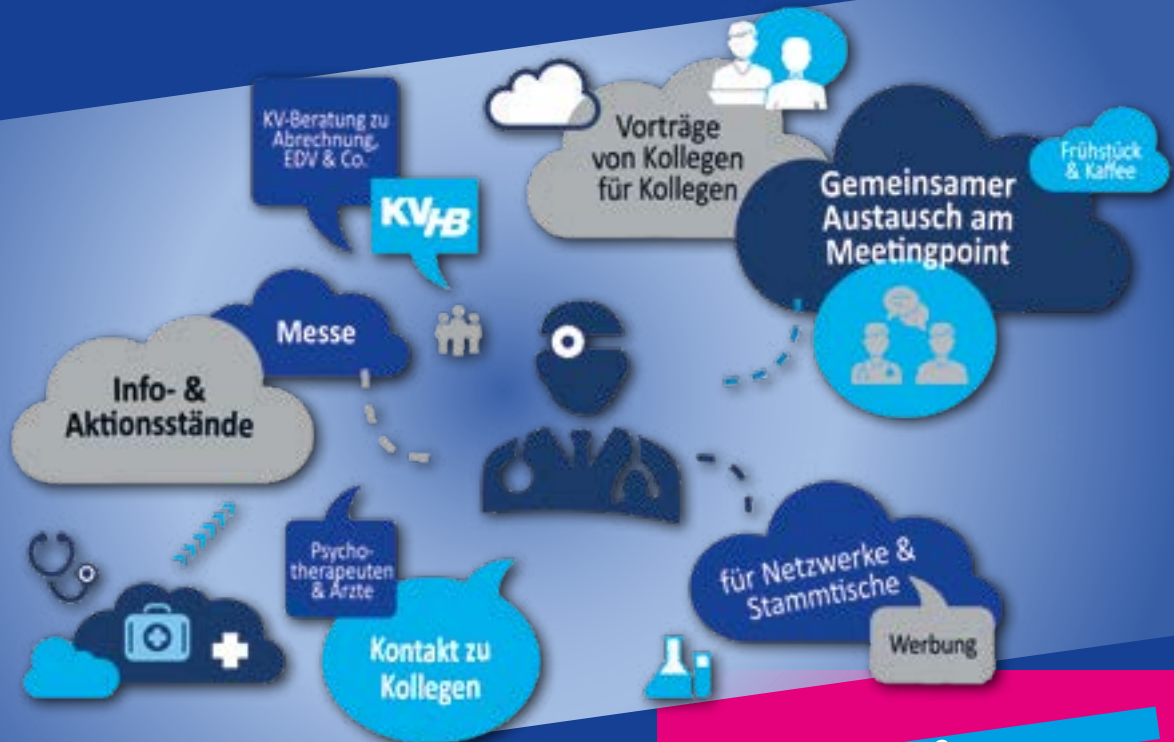 KV-Beratung zu
Abrechnung,
EDV & Co.
KVHB
Vorträge
von Kollegen
für Kollegen
Gemeinsamer
Austausch am
Meetingpoint
Frühstück
& Kaffee
Messe
Info- &
Aktionsstände
Psycho-
therapeuten
& Ärzte
Kontakt zu
Kollegen
für Netzwerke &
Stammtische
Werbung